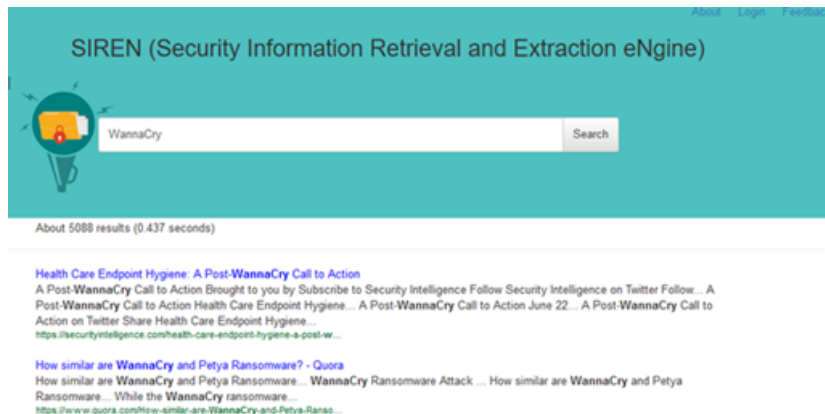 About Login Feedback
SIREN (Security Information Retrieval and Extraction eNgine)
WannaCry Search
About 5088 results (0.437 seconds)
Health Care Endpoint Hygiene: A Post-WannaCry Call to Action
A Post-WannaCry Call to Action Brought to you by Subscribe to Security Intelligence Follow Security Intelligence on Twitter Follow... A
Post-WannaCry Call to Action Health Care Endpoint Hygiene... A Post-WannaCry Call to Action June 22... A Post-WannaCry Call to
Action on Twitter Share Health Care Endpoint Hygiene...
https://securityintelligence.com/health-care-endpoint-hygiene-a-post-w...
How similar are WannaCry and Petya Ransomware? - Quora
How similar are WannaCry and Petya Ransomware... WannaCry Ransomware Attack ... How similar are WannaCry and Petya
Ransomware... While the WannaCry ransomware...
https://www.quora.com/How-similar-are-WannaCry-and-Petya-Ranso...